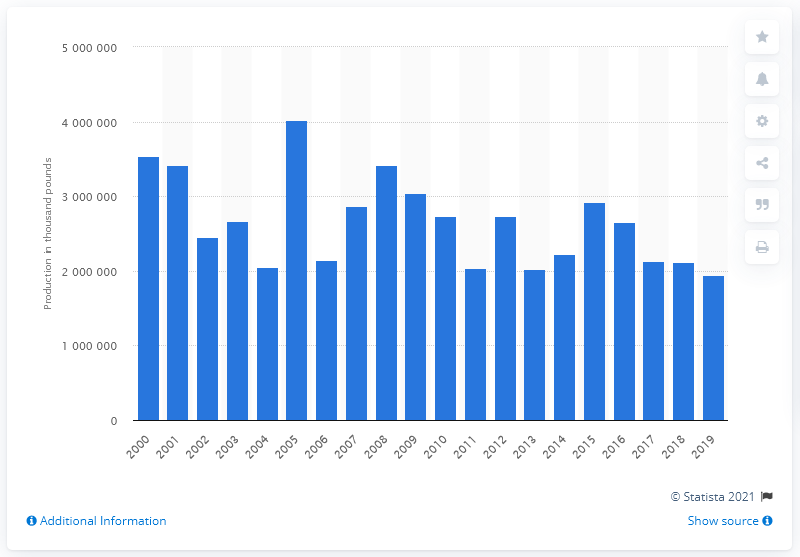 5 000 000
4 000 000
3 000 000
2 000 000
1 000 000
0
Production in thousand pounds
2000 2001 2002 2003 2004 2005 2006 2007 2008 2009 2010 2011 2012 2013 2014 2015 2016 2017 2018 2019
© Statista 2021
Additional Information
Show source